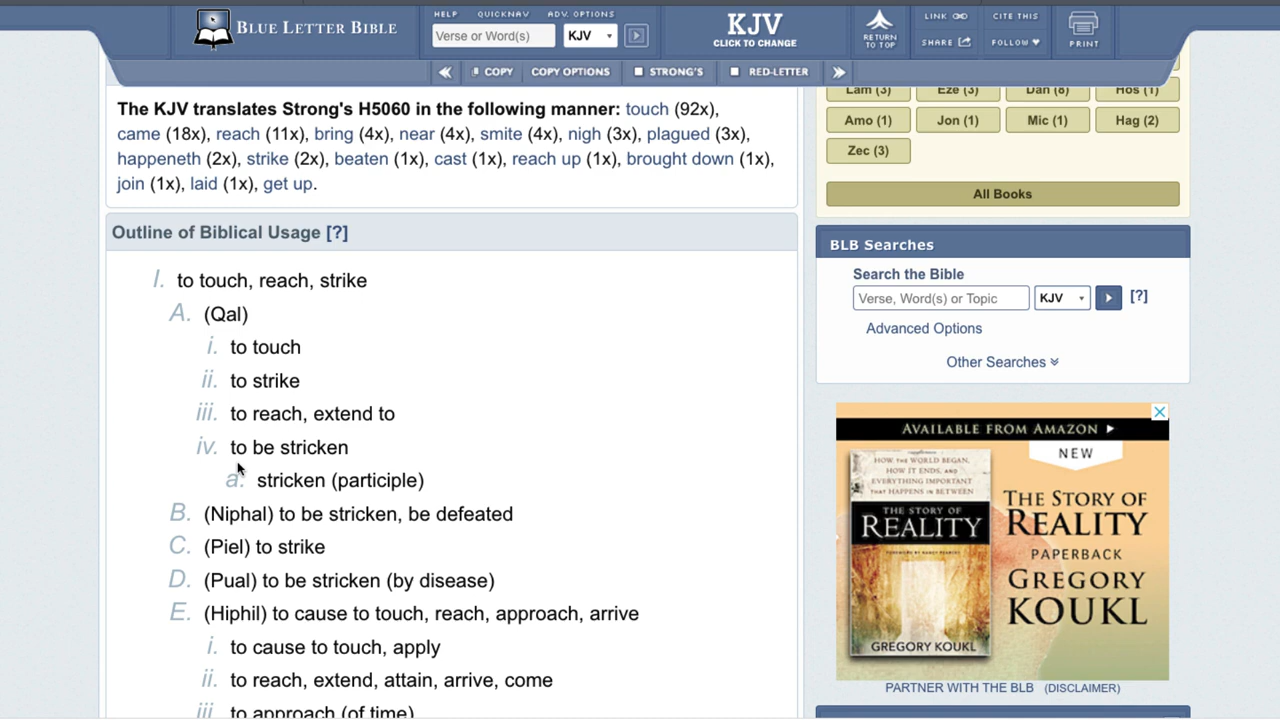 BLUE LETTER BIBLE
HELP QUICKNAV ADV. OPTIONS
Verse or Word(s) KJV
KJV
CLICK TO CHANGE
RETURN
TO TOP
LINK CITE THIS
SHARE FOLLOW
PRINT
COPY COPY OPTIONS STRONG'S RED-LETTER
The KJV translates Strong's H5060 in the following manner: touch (92x),
came (18x), reach (11x), bring (4x), near (4x), smite (4x), nigh (3x), plagued (3x),
happeneth (2x), strike (2x), beaten (1x), cast (1x), reach up (1x), brought down (1x),
join (1x), laid (1x), get up.
Outline of Biblical Usage [?]
I. to touch, reach, strike
A. (Qal)
i. to touch
ii. to strike
iii. to reach, extend to
iv. to be stricken
a. stricken (participle)
B. (Niphal) to be stricken, be defeated
C. (Piel) to strike
D. (Pual) to be stricken (by disease)
E. (Hiphil) to cause to touch, reach, approach, arrive
i. to cause to touch, apply
ii. to reach, extend, attain, arrive, come
iii. to approach (of time)
Lam (3) Eze (3) Dan (8) Hos (1)
Amo (1) Jon (1) Mic (1) Hag (2)
Zec (3)
All Books
BLB Searches
Search the Bible
Verse, Word(s) or Topic KJV [?]
Advanced Options
Other Searches
AVAILABLE FROM AMAZON
NEW
HOW THE WORLD BEGAN,
HOW IT ENDS, AND
EVERYTHING IMPORTANT
THAT HAPPENS IN BETWEEN
THE STORY OF
REALITY
FOREWORD BY NANCY PEARCEY
GREGORY KOUKL
THE STORY OF
REALITY
PAPERBACK
GREGORY
KOUKL
PARTNER WITH THE BLB (DISCLAIMER)